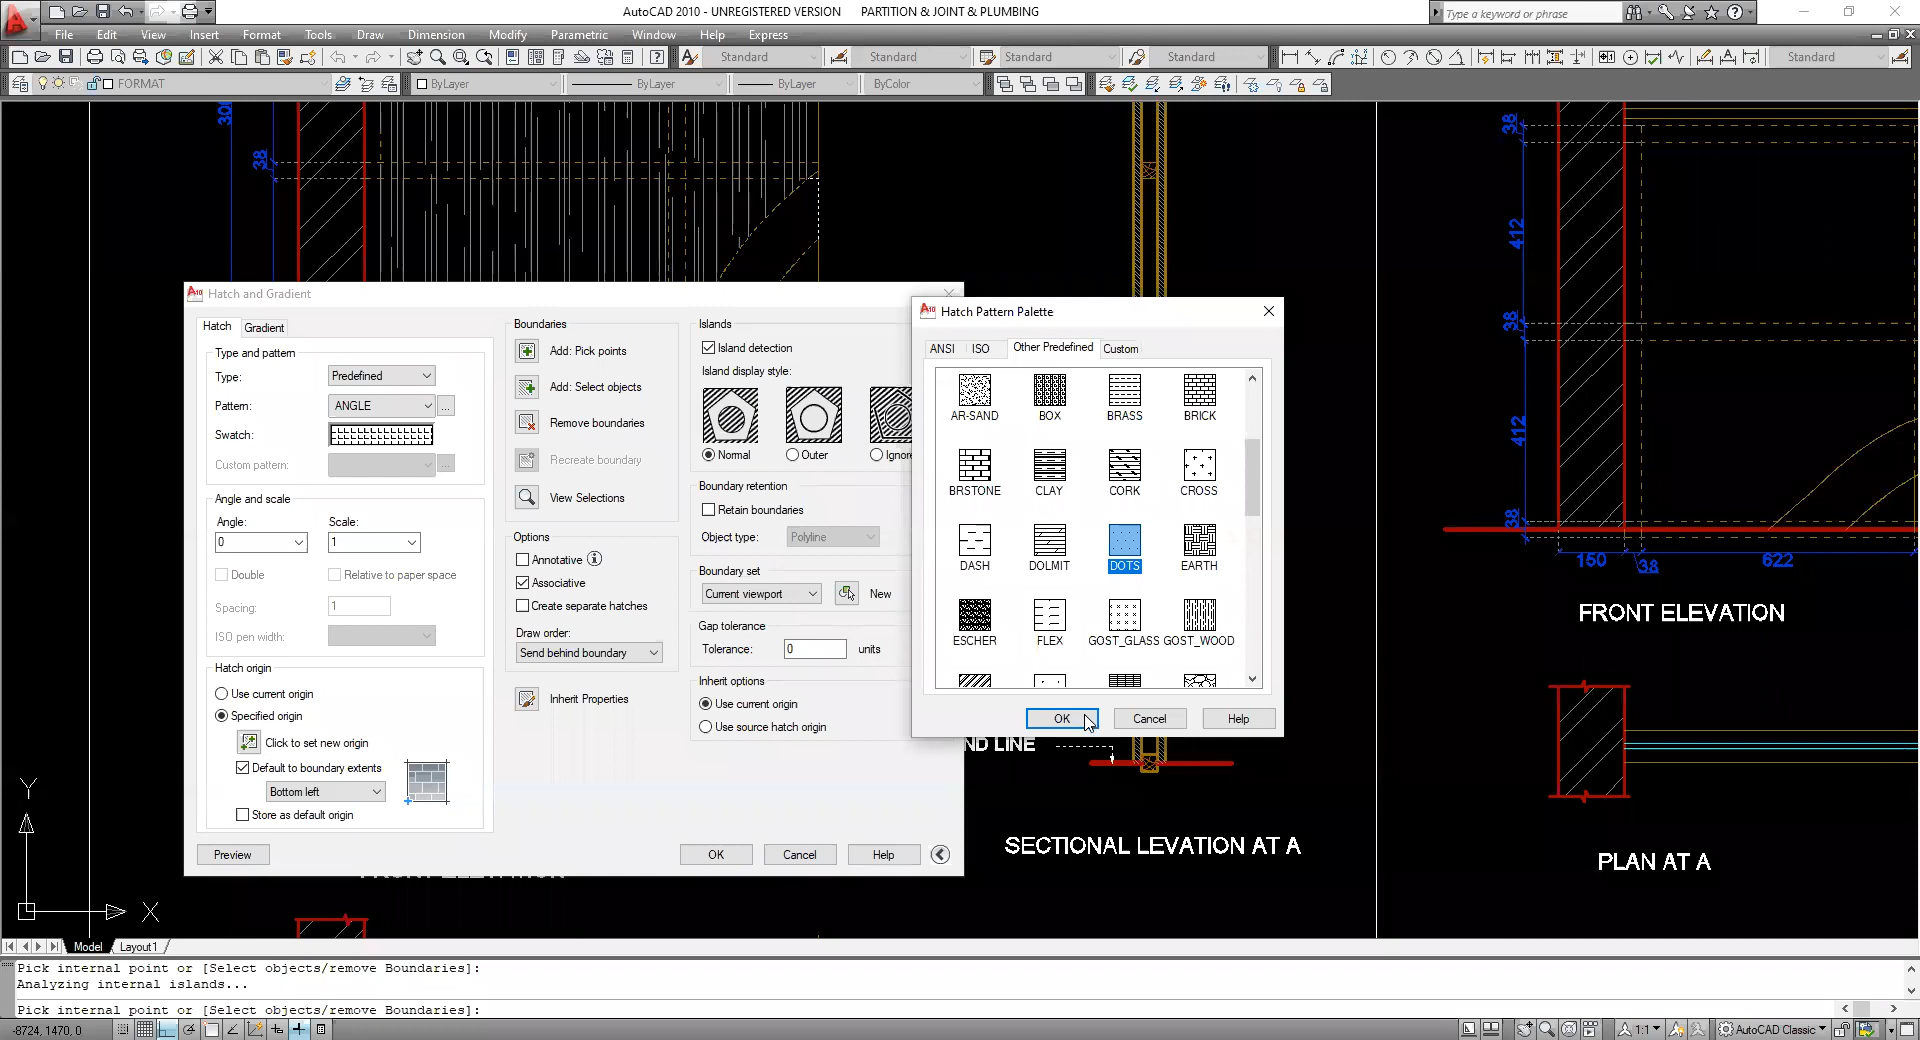 AutoCAD 2010 - UNREGISTERED VERSION PARTITION & JOINT & PLUMBING
Type a keyword or phrase
File Edit View Insert Format Tools Draw Dimension Modify Parametric Window Help Express
Standard Standard Standard Standard Standard
FORMAT ByLayer ByLayer ByLayer ByColor
38
38
412
38
412
38
150 38 622
FRONT ELEVATION
PLAN AT A
SECTIONAL LEVATION AT A
ND LINE
Hatch and Gradient
Hatch Gradient
Type and pattern
Type: Predefined
Pattern: ANGLE ...
Swatch:
Custom pattern: ...
Angle and scale
Angle: Scale:
0 1
Double Relative to paper space
Spacing: 1
ISO pen width:
Hatch origin
Use current origin
Specified origin
Click to set new origin
Default to boundary extents
Bottom left
Store as default origin
Preview
Boundaries
Add: Pick points
Add: Select objects
Remove boundaries
Recreate boundary
View Selections
Options
Annotative
Associative
Create separate hatches
Draw order:
Send behind boundary
Inherit Properties
Islands
Island detection
Island display style:
Normal Outer Ignor
Boundary retention
Retain boundaries
Object type: Polyline
Boundary set
Current viewport New
Gap tolerance
Tolerance: 0 units
Inherit options
Use current origin
Use source hatch origin
OK Cancel Help
Hatch Pattern Palette
ANSI ISO Other Predefined Custom
AR-SAND BOX BRASS BRICK
BRSTONE CLAY CORK CROSS
DASH DOLMIT DOTS EARTH
ESCHER FLEX GOST_GLASS GOST_WOOD
OK Cancel Help
Y
X
Model Layout1
Pick internal point or [Select objects/remove Boundaries]:
Analyzing internal islands...
Pick internal point or [Select objects/remove Boundaries]:
-8724, 1470, 0 1:1 AutoCAD Classic